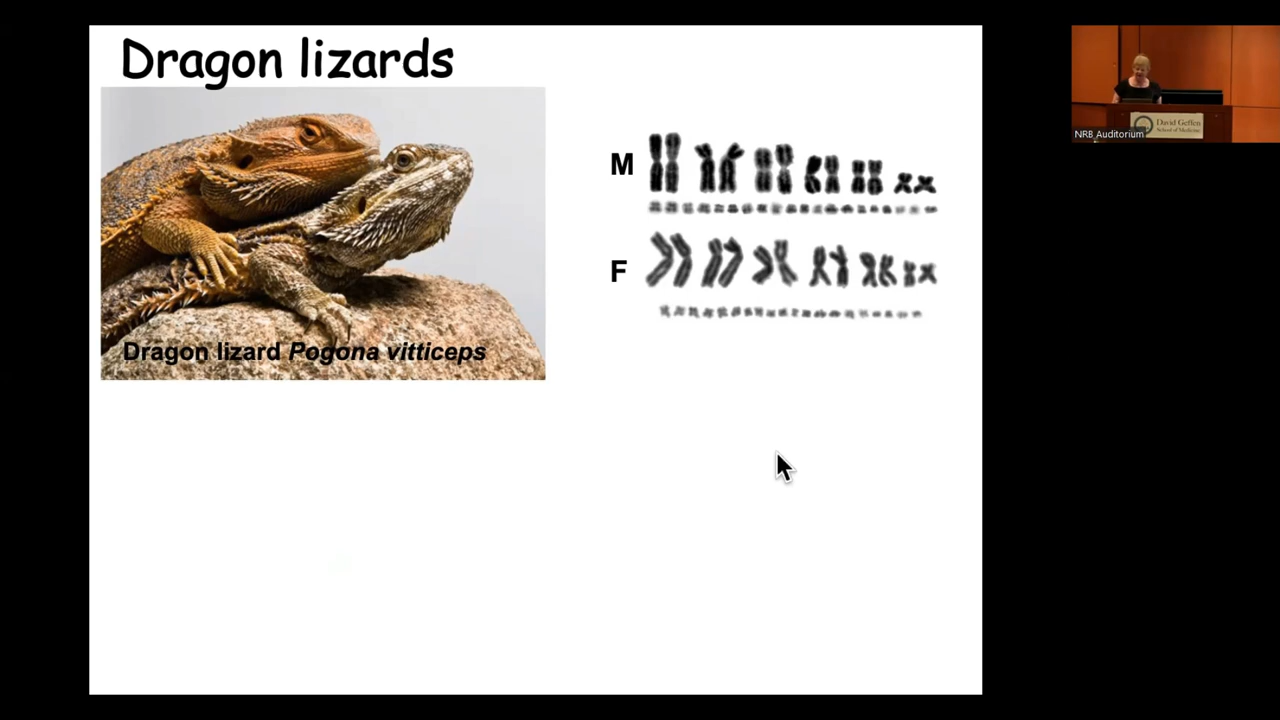 Dragon lizards
M
F
Dragon lizard Pogona vitticeps
David Geffen
School of Medicine
NRB_Auditorium